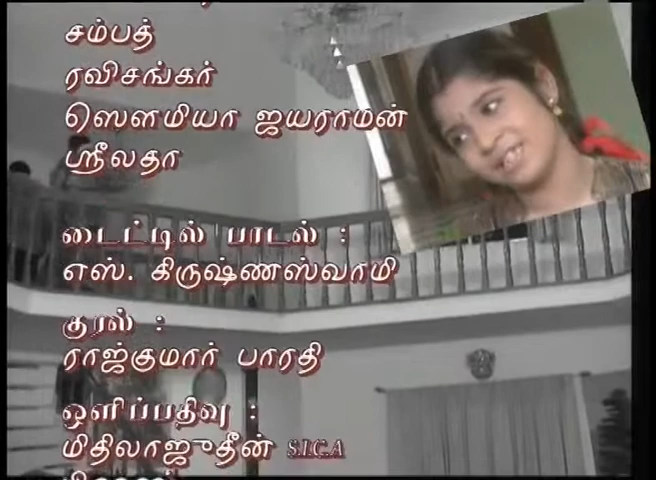 சம்பத்
ரவிசங்கர்
ஸௌமியா ஜயராமன்
ஸ்ரீலதா
டைட்டில் பாடல் :
எஸ். கிருஷ்ணஸ்வாமி
குரல் :
ராஜ்குமார் பாரதி
ஒளிப்பதிவு :
மிதிலாஜுதீன் S.I.C.A